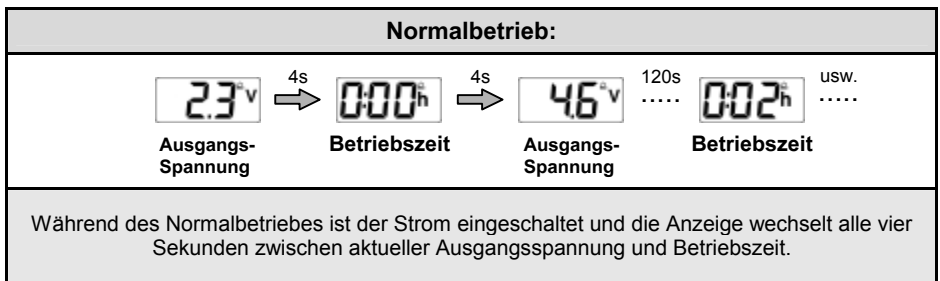 Normalbetrieb:
2.3 V 4s 0:00 h 4s 4.6 V 120s ..... 0:02 h usw. .....
Ausgangs-
Spannung
Betriebszeit
Ausgangs-
Spannung
Betriebszeit
Während des Normalbetriebes ist der Strom eingeschaltet und die Anzeige wechselt alle vier
Sekunden zwischen aktueller Ausgangsspannung und Betriebszeit.